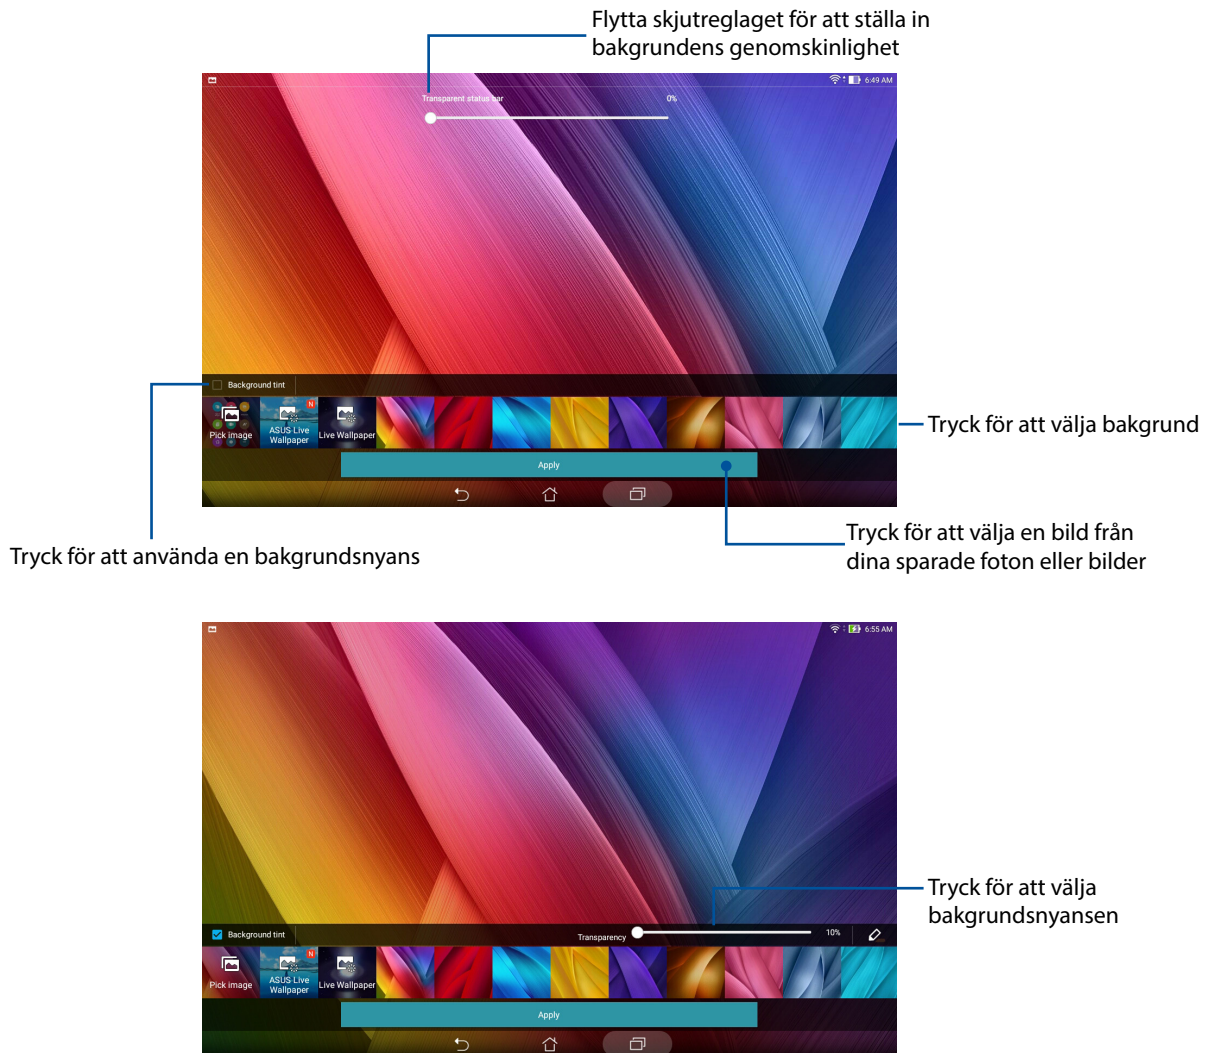 Flytta skjutreglaget för att ställa in
bakgrundens genomskinlighet
6:49 AM
Transparent status bar 0%
Background tint
Pick image
ASUS Live
Wallpaper
N
Live Wallpaper
Tryck för att välja bakgrund
Apply
Tryck för att använda en bakgrundsnyans
Tryck för att välja en bild från
dina sparade foton eller bilder
6:55 AM
Tryck för att välja
bakgrundsnyansen
Background tint
Transparency 10%
Pick image
ASUS Live
Wallpaper
N
Live Wallpaper
Apply